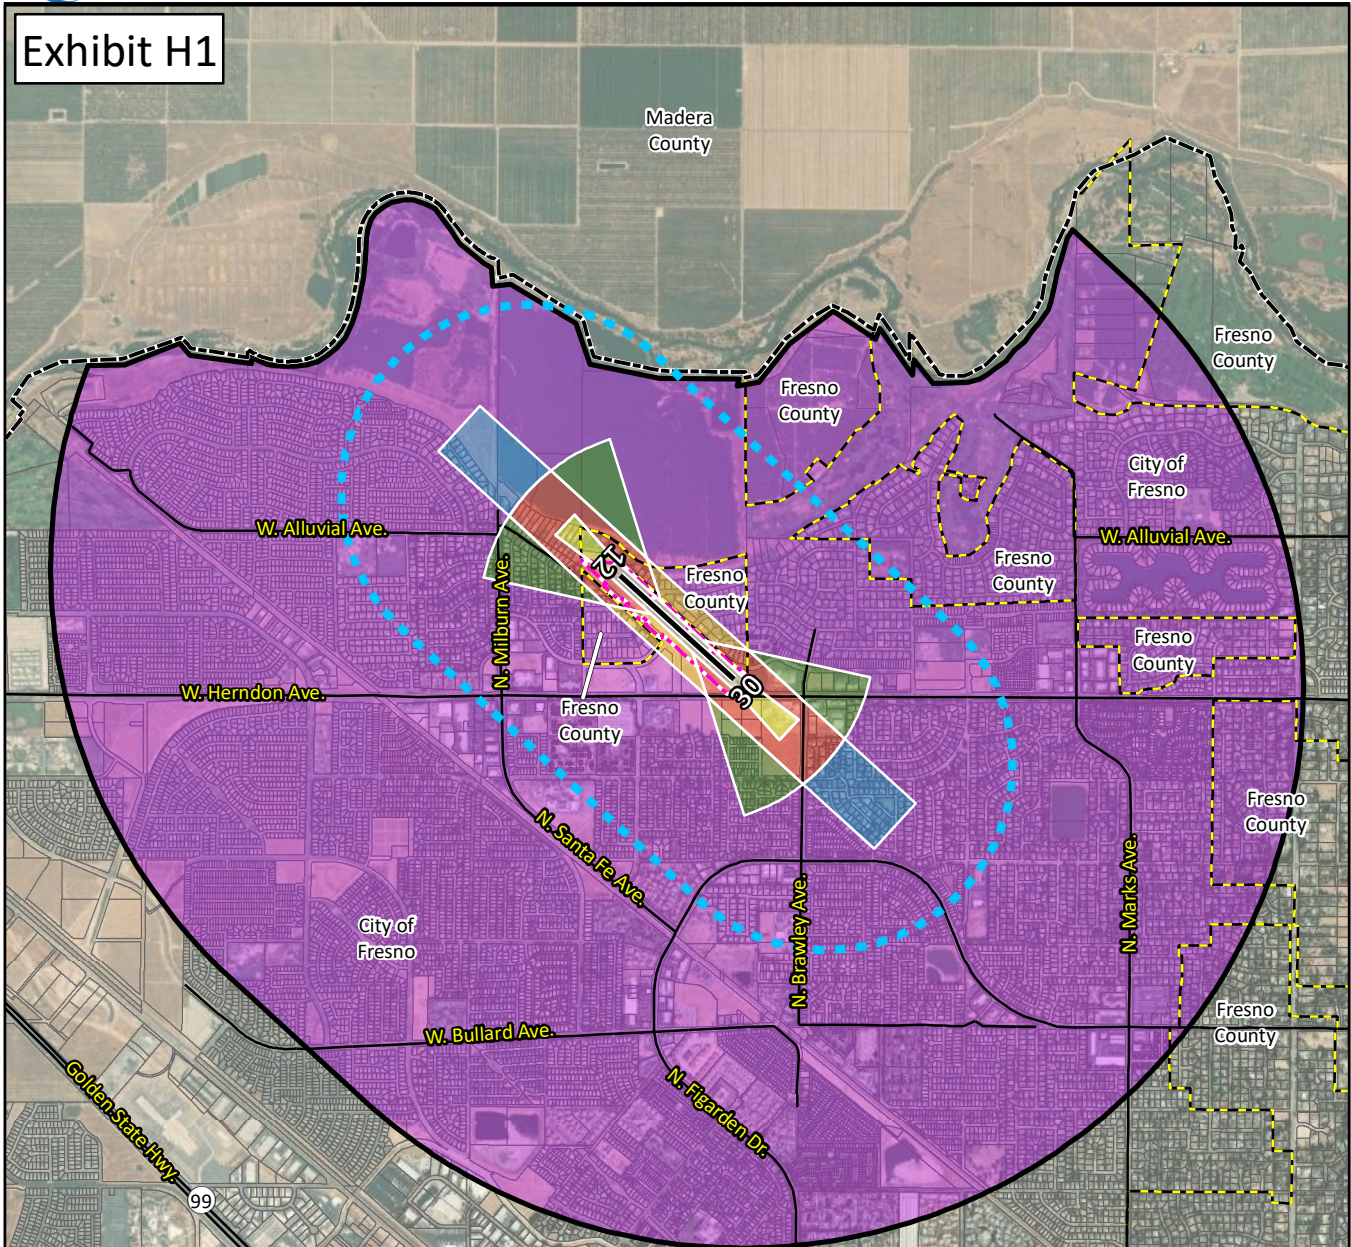 Exhibit H1
Madera
County
Fresno
County
Fresno
County
City of
Fresno
W. Alluvial Ave.
W. Alluvial Ave.
12
Fresno
County
Fresno
County
N. Milburn Ave.
Fresno
County
W. Herndon Ave.
30
Fresno
County
Fresno
County
N. Santa Fe Ave.
N. Brawley Ave.
N. Marks Ave.
City of
Fresno
Fresno
County
W. Bullard Ave.
Golden State Hwy.
N. Figarden Dr.
99